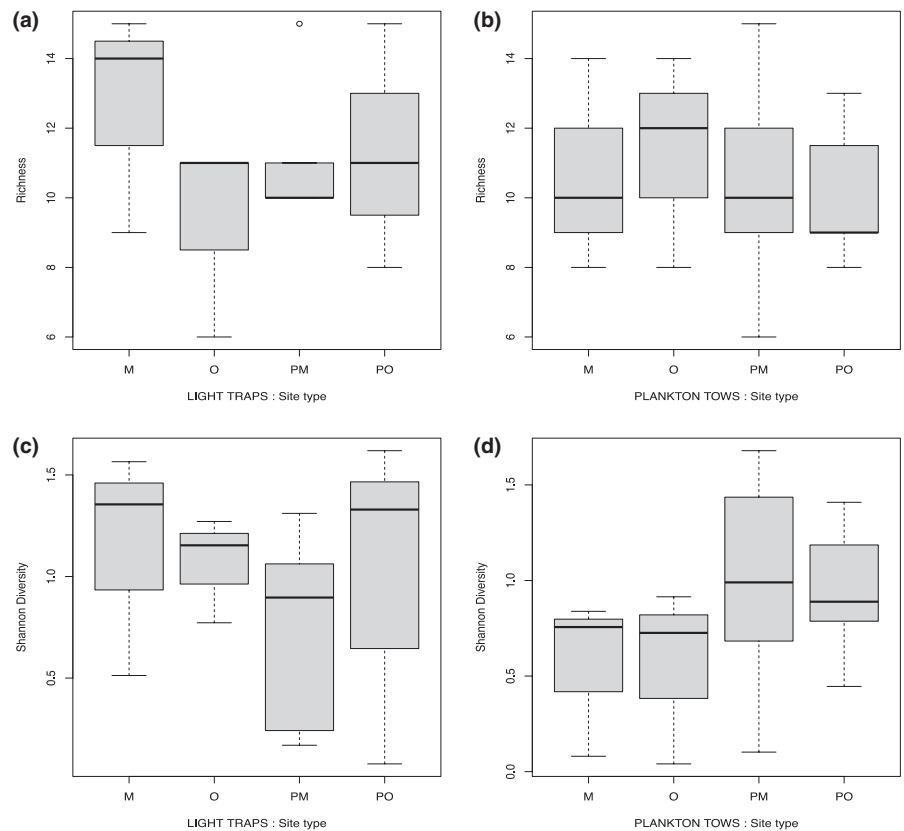 (a)
Richness
14
12
10
8
6
M O PM PO
LIGHT TRAPS : Site type
(b)
Richness
14
12
10
8
6
M O PM PO
PLANKTON TOWS : Site type
(c)
Shannon Diversity
1.5
1.0
0.5
M O PM PO
LIGHT TRAPS : Site type
(d)
Shannon Diversity
1.5
1.0
0.5
0.0
M O PM PO
PLANKTON TOWS : Site type